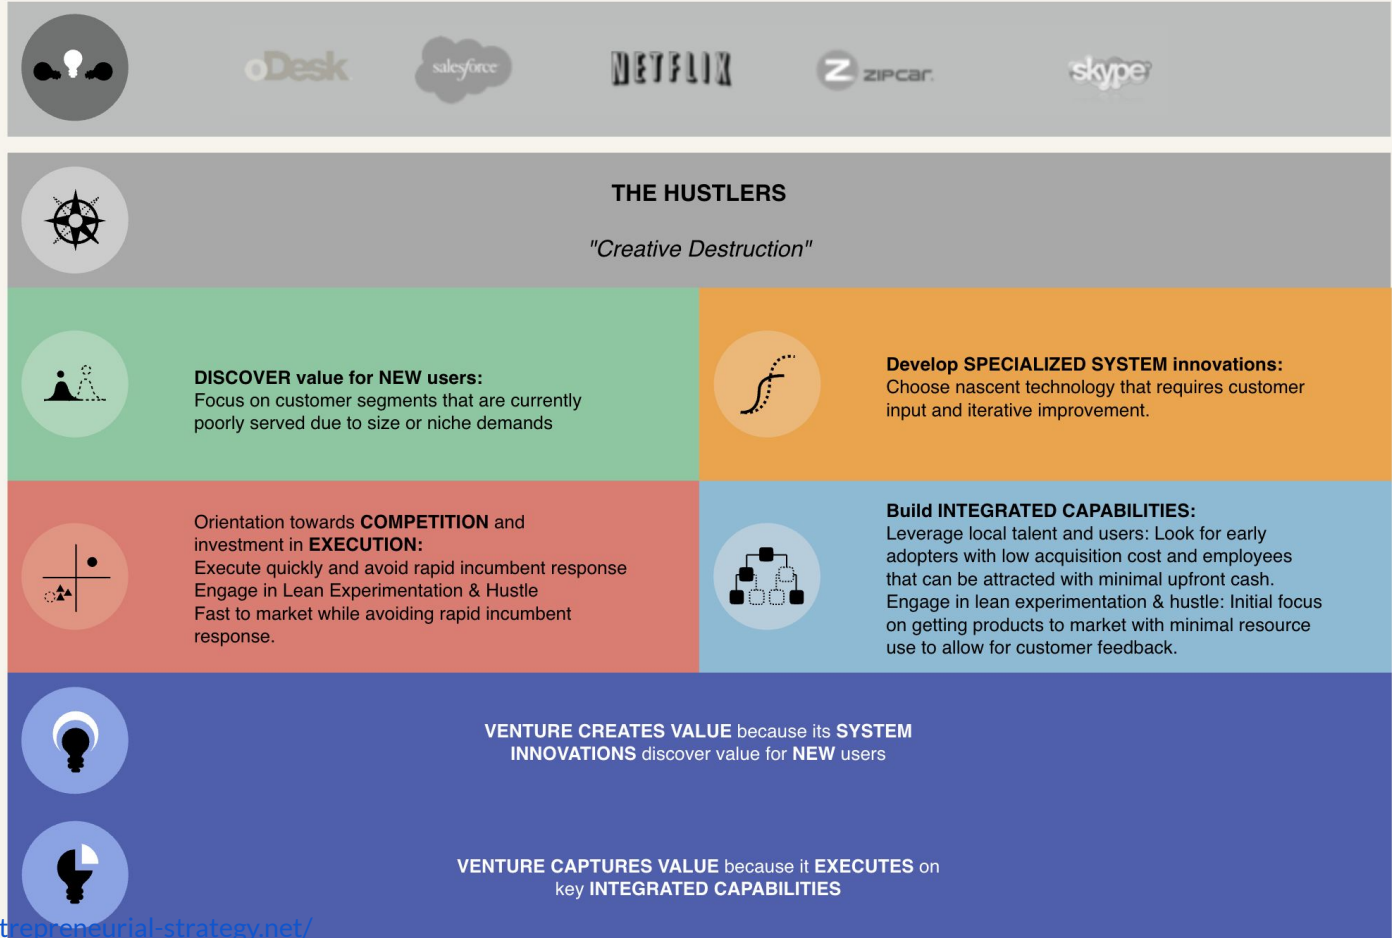 oDesk
salesforce
NETFLIX
Z ZIPCAR.
skype
THE HUSTLERS
"Creative Destruction"
DISCOVER value for NEW users:
Focus on customer segments that are currently
poorly served due to size or niche demands
Develop SPECIALIZED SYSTEM innovations:
Choose nascent technology that requires customer
input and iterative improvement.
Orientation towards COMPETITION and
investment in EXECUTION:
Execute quickly and avoid rapid incumbent response
Engage in Lean Experimentation & Hustle
Fast to market while avoiding rapid incumbent
response.
Build INTEGRATED CAPABILITIES:
Leverage local talent and users: Look for early
adopters with low acquisition cost and employees
that can be attracted with minimal upfront cash.
Engage in lean experimentation & hustle: Initial focus
on getting products to market with minimal resource
use to allow for customer feedback.
VENTURE CREATES VALUE because its SYSTEM
INNOVATIONS discover value for NEW users
VENTURE CAPTURES VALUE because it EXECUTES on
key INTEGRATED CAPABILITIES
trepreneurial-strategy.net/